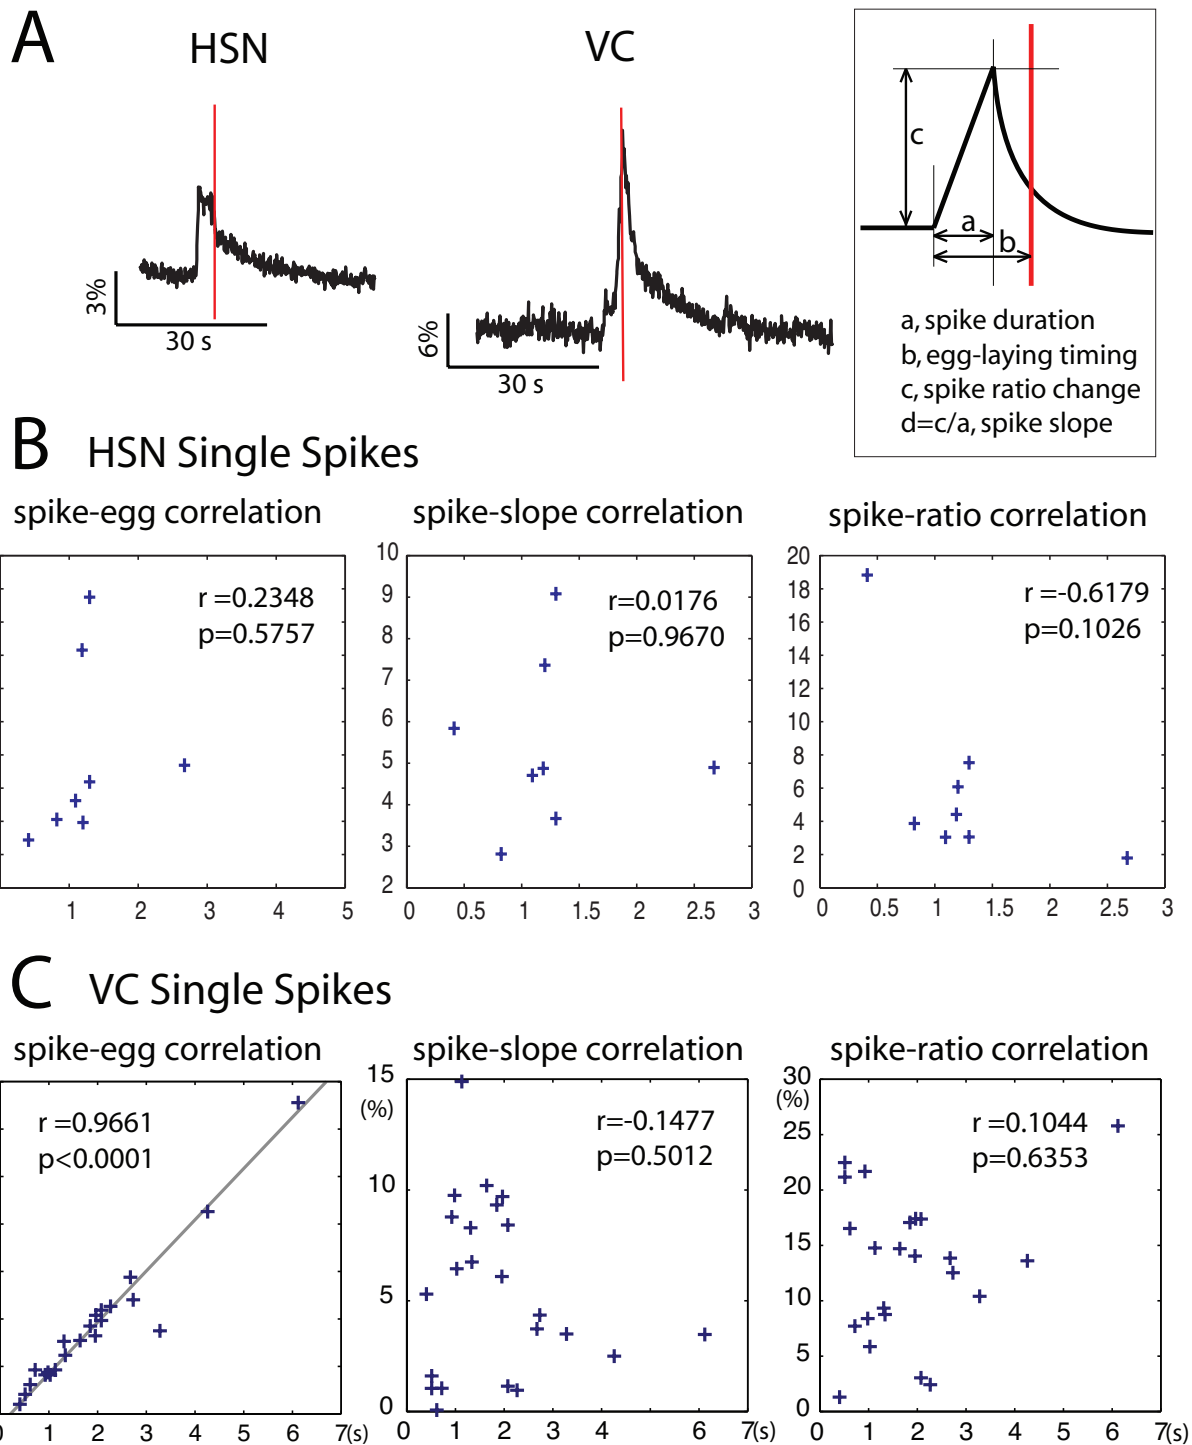 A
HSN
VC
3%
30 s
6%
30 s
c
a
b
a, spike duration
b, egg-laying timing
c, spike ratio change
d=c/a, spike slope
B HSN Single Spikes
spike-egg correlation
r =0.2348
p=0.5757
1 2 3 4 5
spike-slope correlation
10
9
8
7
6
5
4
3
2
r=0.0176
p=0.9670
0 0.5 1 1.5 2 2.5 3
spike-ratio correlation
20
18
16
14
12
10
8
6
4
2
0
r =-0.6179
p=0.1026
0 0.5 1 1.5 2 2.5 3
C VC Single Spikes
spike-egg correlation
r =0.9661
p<0.0001
0 1 2 3 4 5 6 7(s)
spike-slope correlation
15
(%)
10
5
0
r=-0.1477
p=0.5012
0 1 2 3 4 5 6 7(s)
spike-ratio correlation
30
(%)
25
20
15
10
5
0
r =0.1044
p=0.6353
0 1 2 3 4 5 6 7(s)